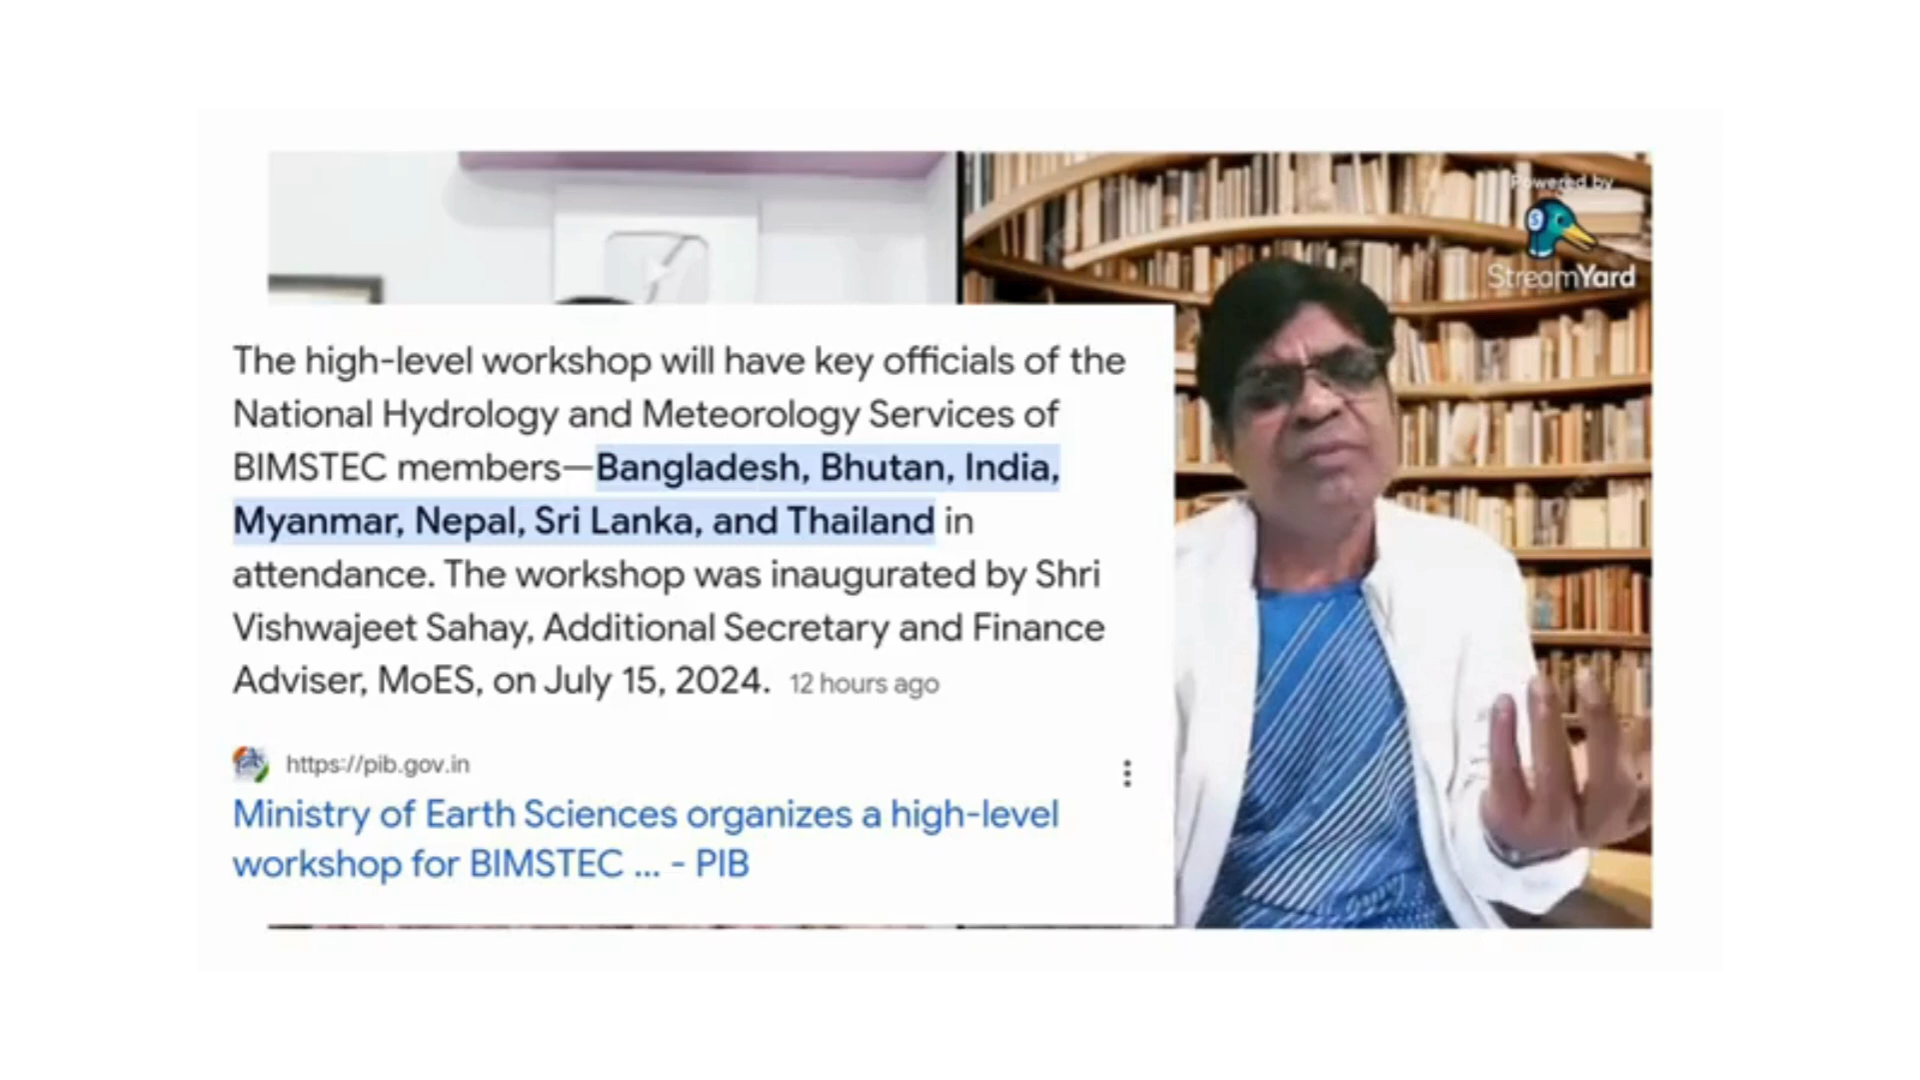 Powered by
StreamYard
The high-level workshop will have key officials of the
National Hydrology and Meteorology Services of
BIMSTEC members—Bangladesh, Bhutan, India,
Myanmar, Nepal, Sri Lanka, and Thailand in
attendance. The workshop was inaugurated by Shri
Vishwajeet Sahay, Additional Secretary and Finance
Adviser, MoES, on July 15, 2024. 12 hours ago
https://pib.gov.in
Ministry of Earth Sciences organizes a high-level
workshop for BIMSTEC ... - PIB